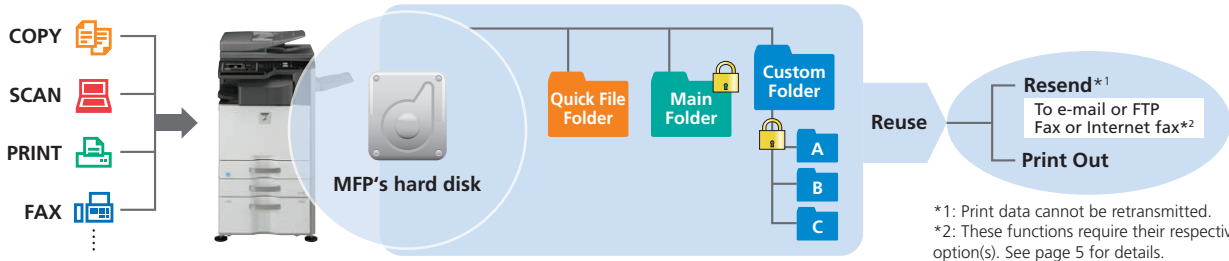 COPY
SCAN
PRINT
FAX
MFP's hard disk
Quick File
Folder
Main
Folder
Custom
Folder
A
B
C
Reuse
Resend*1
To e-mail or FTP
Fax or Internet fax*2
Print Out
*1: Print data cannot be retransmitted.
*2: These functions require their respectiv
option(s). See page 5 for details.